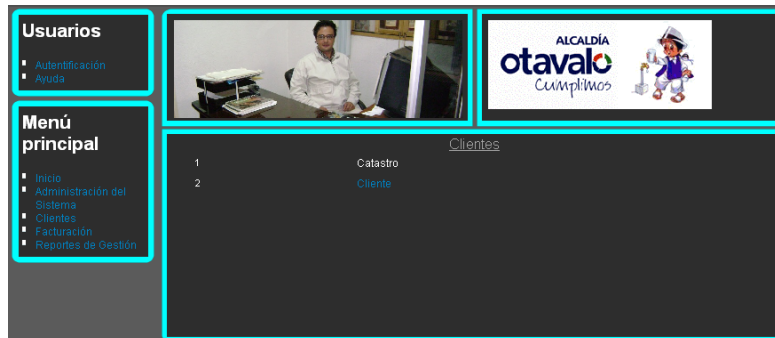 Usuarios
Autentificación
Ayuda
Menú
principal
Inicio
Administración del
Sistema
Clientes
Facturación
Reportes de Gestión
ALCALDÍA
otavalo
Cumplimos
Clientes
1 Catastro
2 Cliente